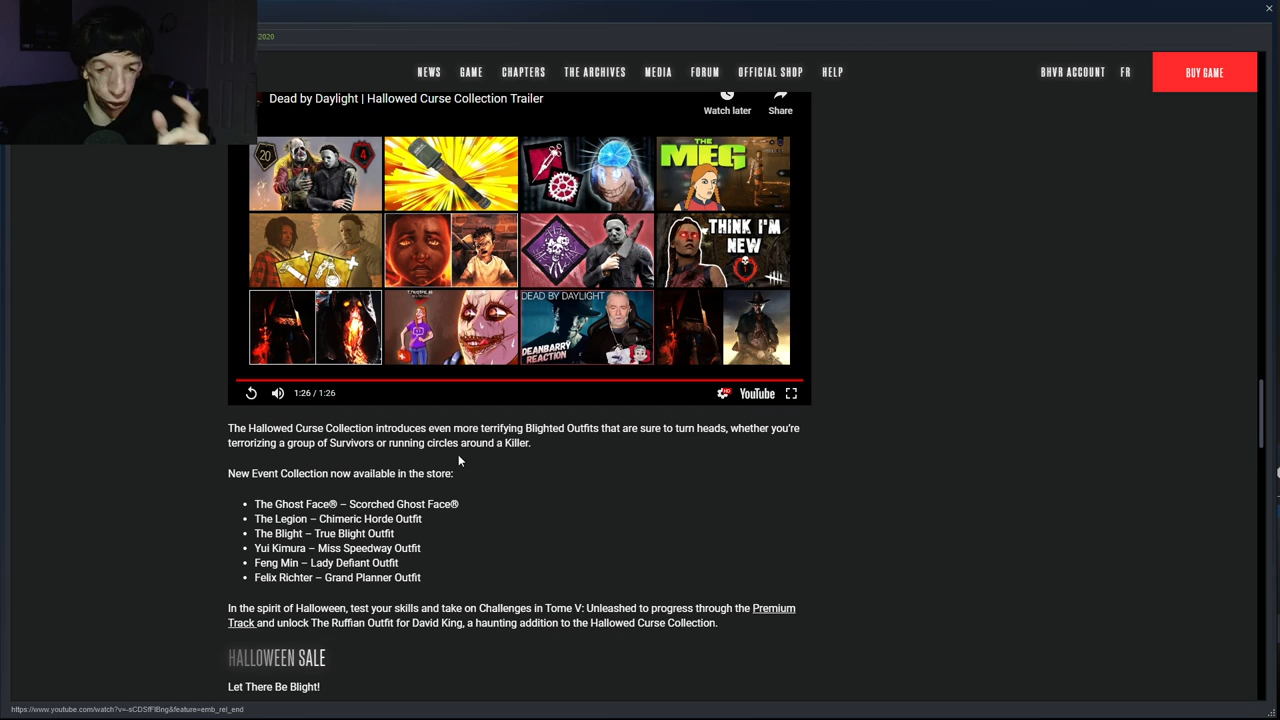 2020
NEWS GAME CHAPTERS THE ARCHIVES MEDIA FORUM OFFICIAL SHOP HELP BHVR ACCOUNT FR BUY GAME
Dead by Daylight | Hallowed Curse Collection Trailer
Watch later Share
20 4
THE MEG
THINK I'M NEW
DEAD BY DAYLIGHT
DEANBARRY
REACTION
1:26 / 1:26 HD YouTube
The Hallowed Curse Collection introduces even more terrifying Blighted Outfits that are sure to turn heads, whether you're
terrorizing a group of Survivors or running circles around a Killer.
New Event Collection now available in the store:
• The Ghost Face® – Scorched Ghost Face®
• The Legion – Chimeric Horde Outfit
• The Blight – True Blight Outfit
• Yui Kimura – Miss Speedway Outfit
• Feng Min – Lady Defiant Outfit
• Felix Richter – Grand Planner Outfit
In the spirit of Halloween, test your skills and take on Challenges in Tome V: Unleashed to progress through the Premium
Track and unlock The Ruffian Outfit for David King, a haunting addition to the Hallowed Curse Collection.
HALLOWEEN SALE
Let There Be Blight!